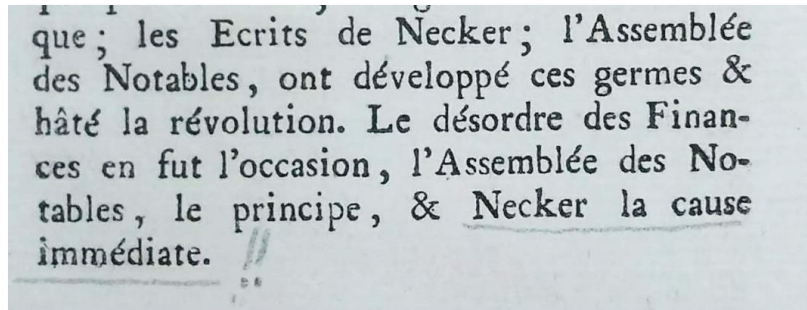 que ; les Ecrits de Necker ; l'Assemblée
des Notables, ont développé ces germes &
hâté la révolution. Le désordre des Finan-
ces en fut l'occasion, l'Assemblée des No-
tables, le principe, & Necker la cause
immédiate. !!